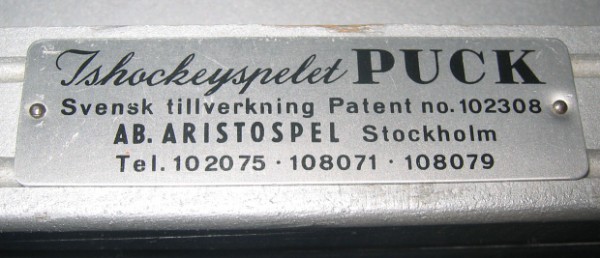 Ishockeyspelet PUCK
Svensk tillverkning Patent no. 102308
AB. ARISTOSPEL Stockholm
Tel. 102075 · 108071 · 108079